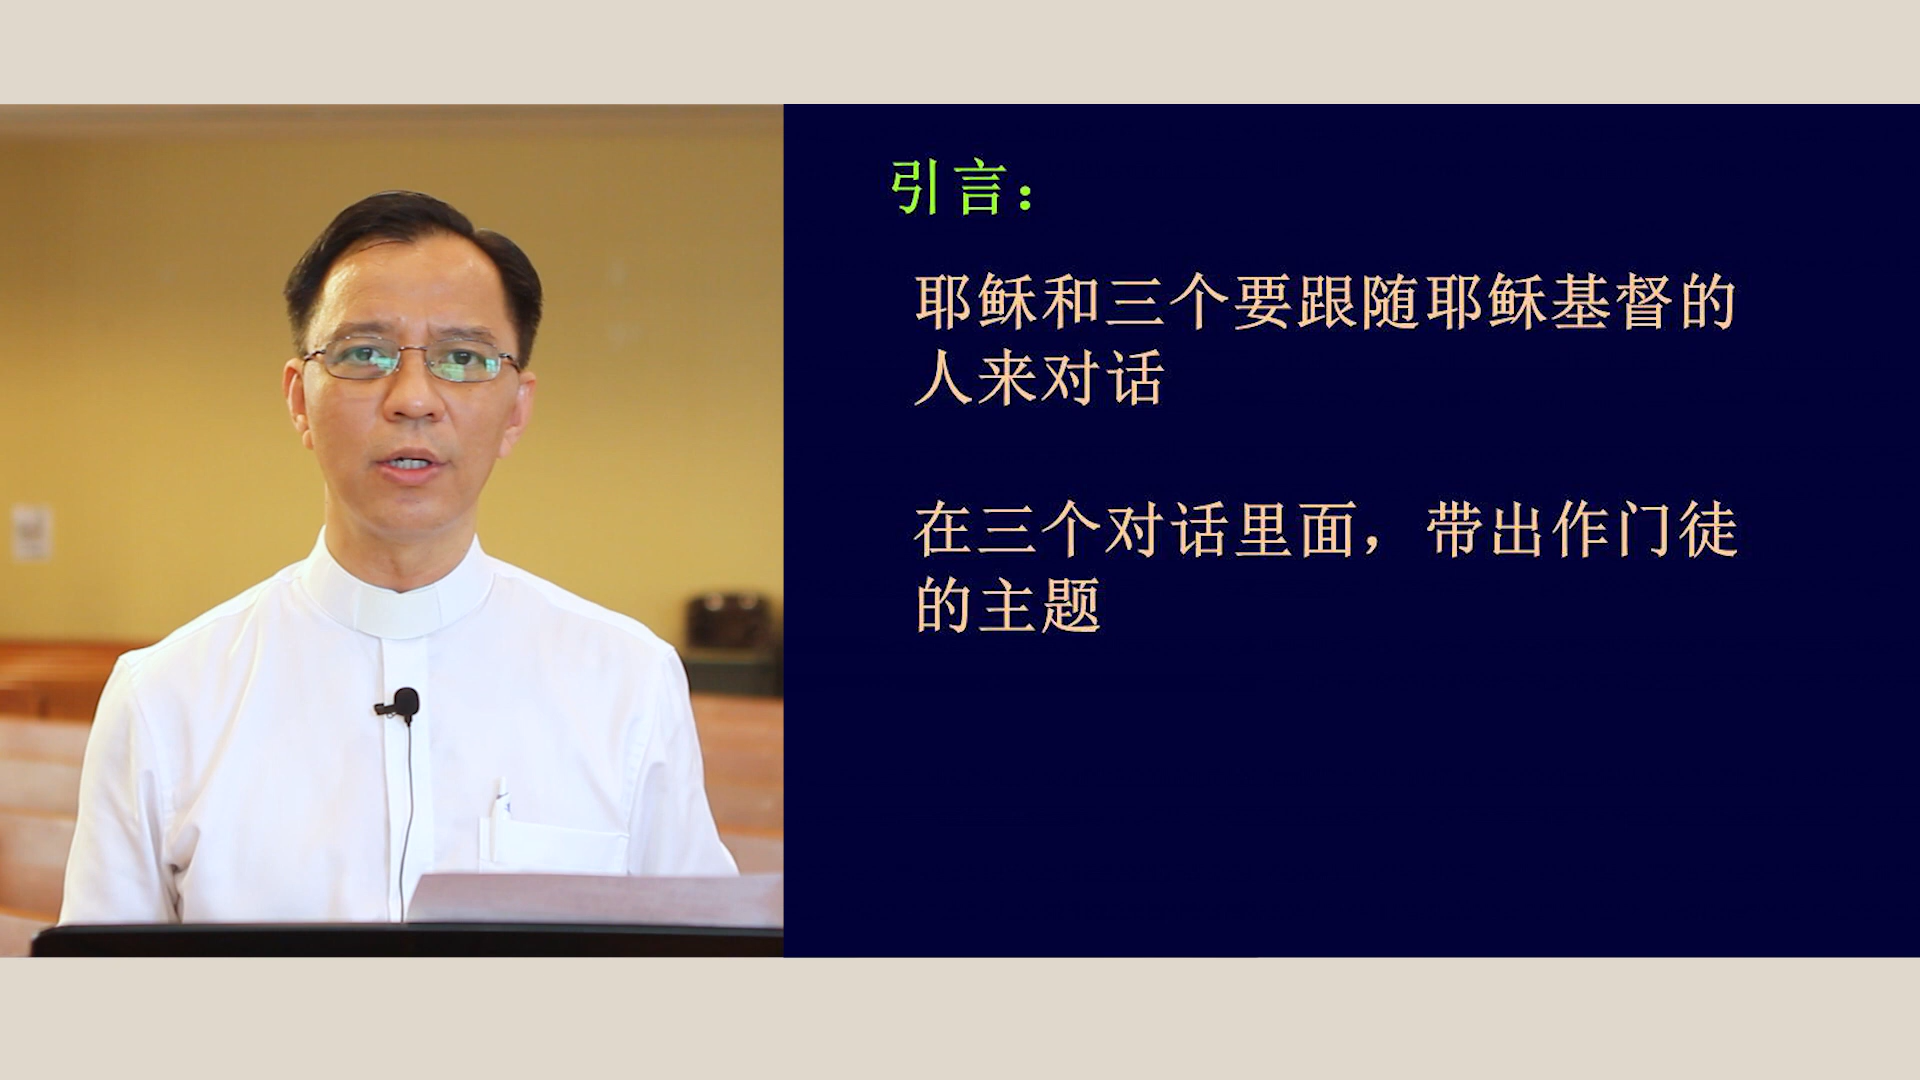 引言：
耶稣和三个要跟随耶稣基督的
人来对话
在三个对话里面，带出作门徒
的主题